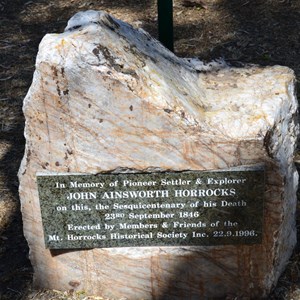 In Memory of Pioneer Settler & Explorer
JOHN AINSWORTH HORROCKS
on this, the Sesquicentenary of his Death
23RD September 1846
Erected by Members & Friends of the
Mt. Horrocks Historical Society Inc. 22.9.1996.